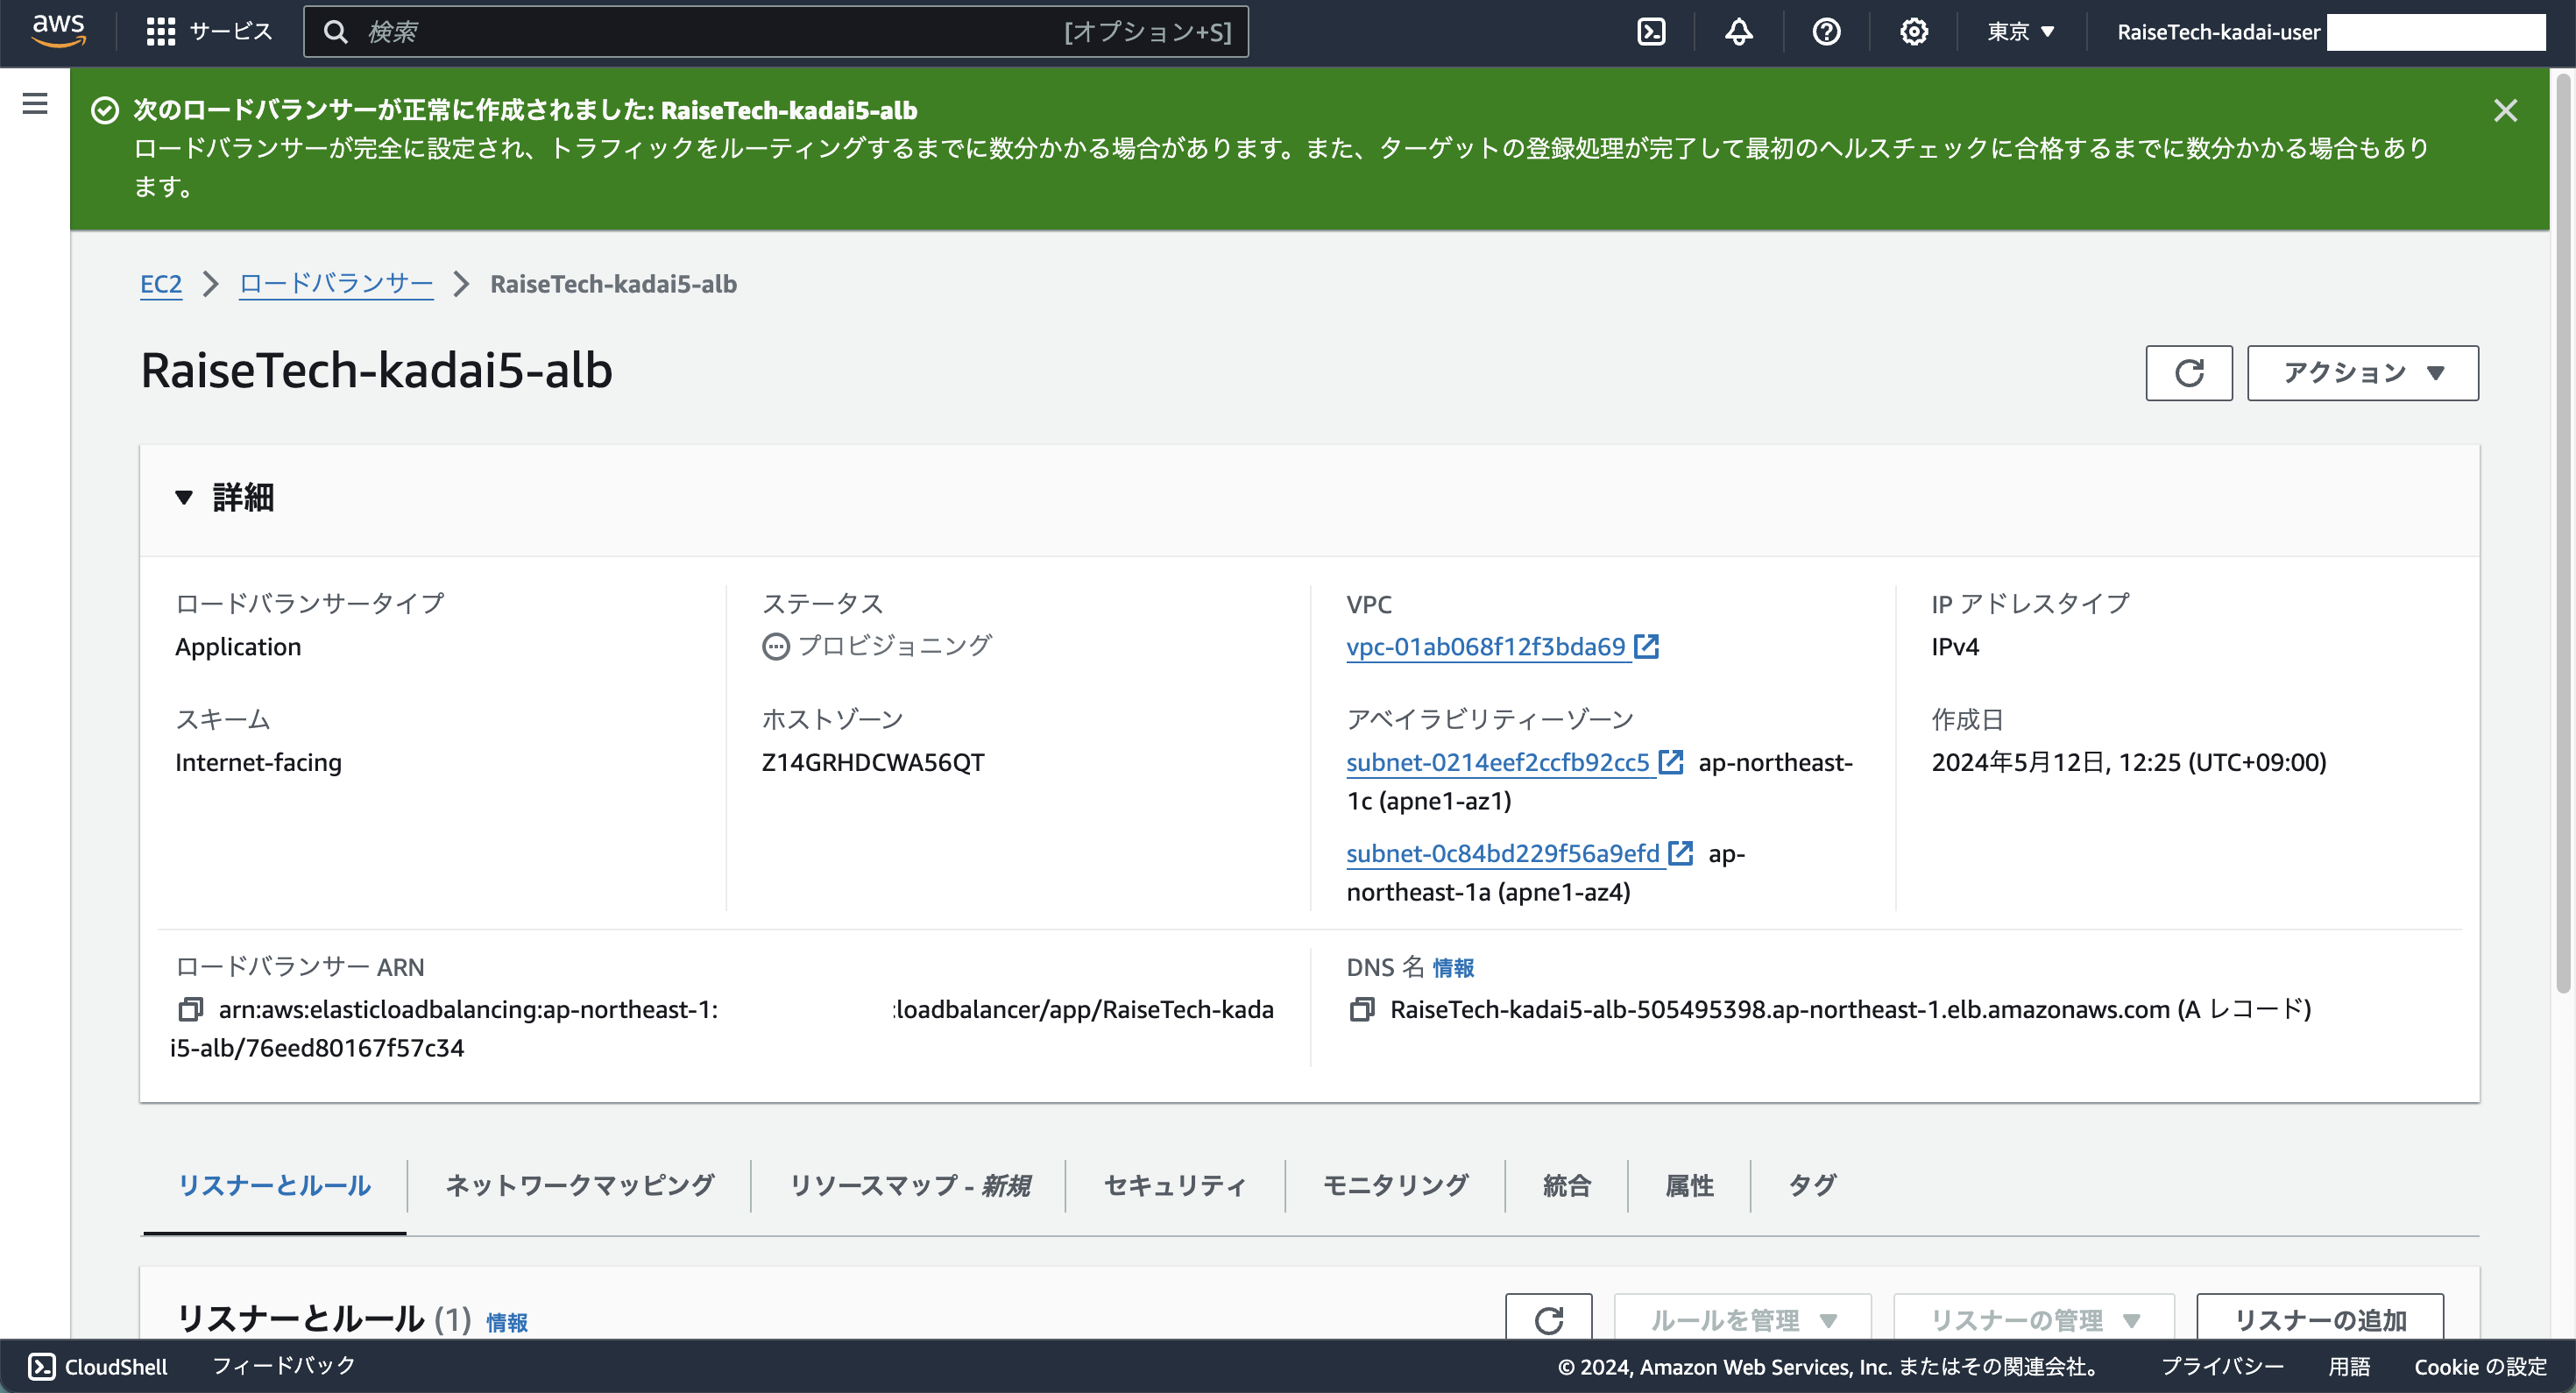 aws
サービス
検索
[オプション+S]
東京
RaiseTech-kadai-user
次のロードバランサーが正常に作成されました: RaiseTech-kadai5-alb
ロードバランサーが完全に設定され、トラフィックをルーティングするまでに数分かかる場合があります。また、ターゲットの登録処理が完了して最初のヘルスチェックに合格するまでに数分かかる場合もあり
ます。
EC2
ロードバランサー
RaiseTech-kadai5-alb
RaiseTech-kadai5-alb
アクション
詳細
ロードバランサータイプ
Application
ステータス
プロビジョニング
VPC
vpc-01ab068f12f3bda69
IP アドレスタイプ
IPv4
スキーム
Internet-facing
ホストゾーン
Z14GRHDCWA56QT
アベイラビリティーゾーン
subnet-0214eef2ccfb92cc5 ap-northeast-
1c (apne1-az1)
subnet-0c84bd229f56a9efd ap-
northeast-1a (apne1-az4)
作成日
2024年5月12日, 12:25 (UTC+09:00)
ロードバランサー ARN
arn:aws:elasticloadbalancing:ap-northeast-1: :loadbalancer/app/RaiseTech-kada
i5-alb/76eed80167f57c34
DNS 名 情報
RaiseTech-kadai5-alb-505495398.ap-northeast-1.elb.amazonaws.com (A レコード)
リスナーとルール
ネットワークマッピング
リソースマップ - 新規
セキュリティ
モニタリング
統合
属性
タグ
リスナーとルール (1) 情報
ルールを管理
リスナーの管理
リスナーの追加
CloudShell
フィードバック
© 2024, Amazon Web Services, Inc. またはその関連会社。
プライバシー
用語
Cookie の設定